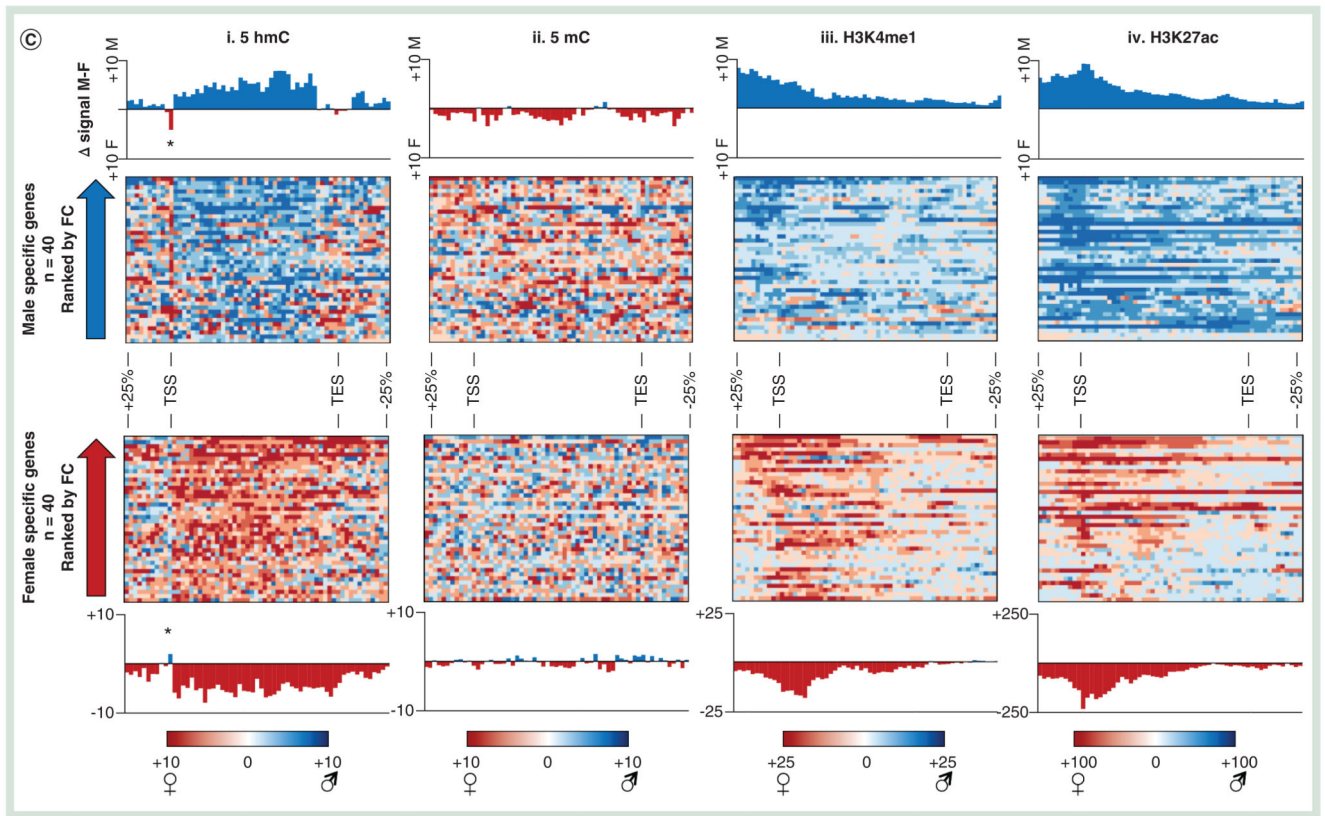 C
i. 5 hmC
ii. 5 mC
iii. H3K4me1
iv. H3K27ac
Δ signal M-F
+10 M
+10 F
*
+10 M
+10 F
+10 M
+10 F
+10 M
+10 F
Male specific genes
n = 40
Ranked by FC
+25%
TSS
TES
-25%
+25%
TSS
TES
-25%
+25%
TSS
TES
-25%
+25%
TSS
TES
-25%
Female specific genes
n = 40
Ranked by FC
+10
*
-10
+10
-10
+25
-25
+250
-250
+10 0 +10
♀ ♂
+10 0 +10
♀ ♂
+25 0 +25
♀ ♂
+100 0 +100
♀ ♂